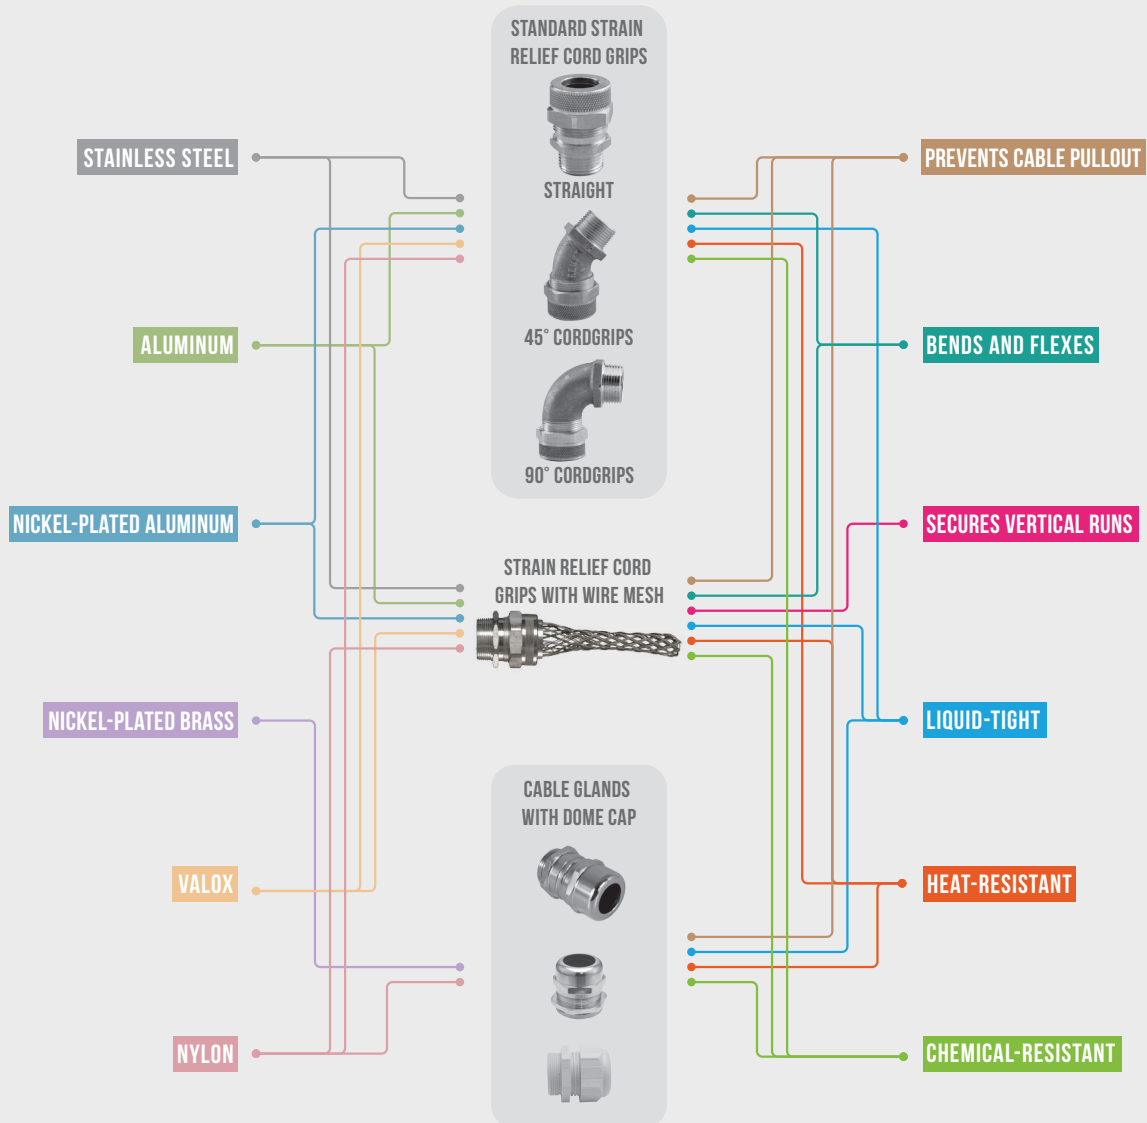 STANDARD STRAIN
RELIEF CORD GRIPS
STRAIGHT
45° CORDGRIPS
90° CORDGRIPS
STAINLESS STEEL
ALUMINUM
NICKEL-PLATED ALUMINUM
NICKEL-PLATED BRASS
VALOX
NYLON
STRAIN RELIEF CORD
GRIPS WITH WIRE MESH
CABLE GLANDS
WITH DOME CAP
PREVENTS CABLE PULLOUT
BENDS AND FLEXES
SECURES VERTICAL RUNS
LIQUID-TIGHT
HEAT-RESISTANT
CHEMICAL-RESISTANT